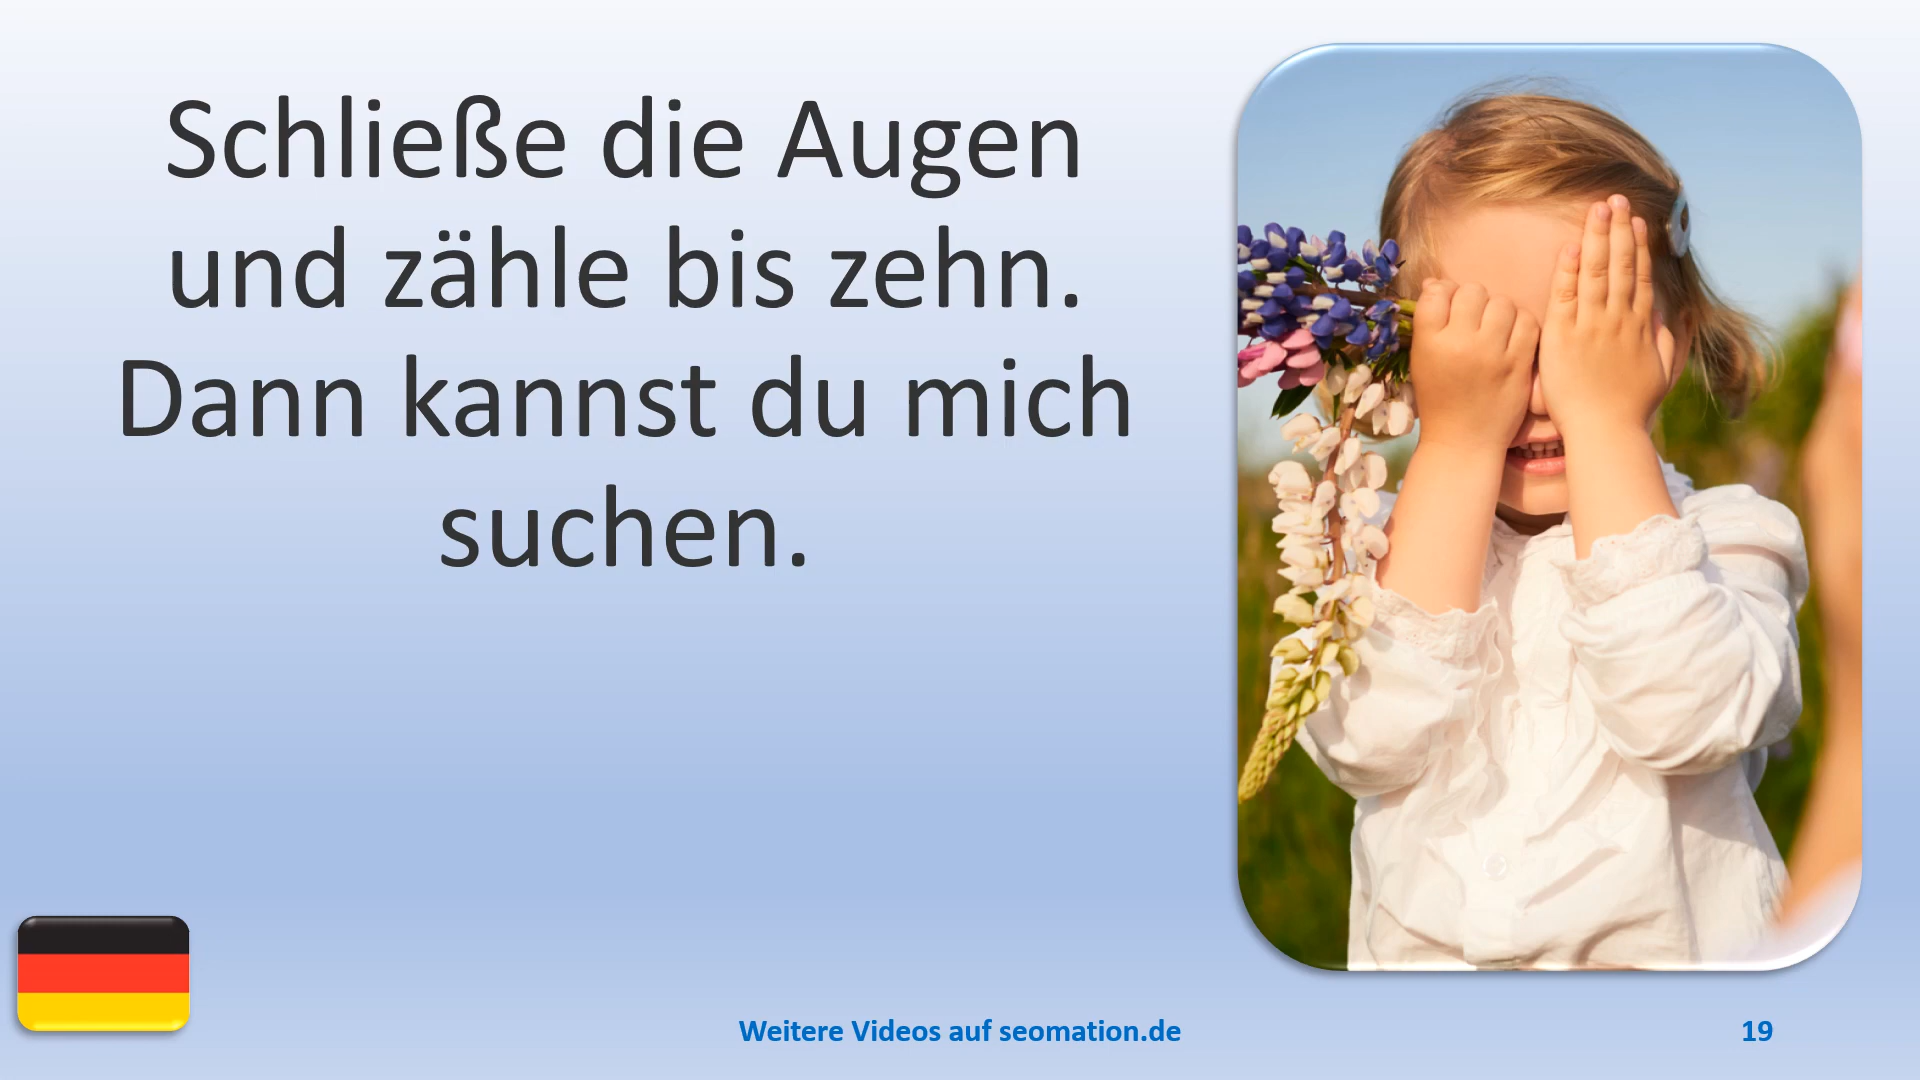 Schließe die Augen
und zähle bis zehn.
Dann kannst du mich
suchen.
Weitere Videos auf seomation.de
19